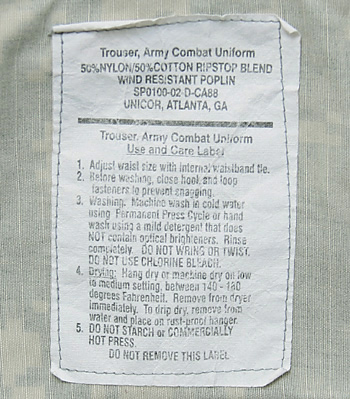 Trouser, Army Combat Uniform
50%NYLON/50%COTTON RIPSTOP BLEND
WIND RESISTANT POPLIN
SP0100-02-D-CA88
UNICOR, ATLANTA, GA
Trouser, Army Combat Uniform
Use and Care Label
1. Adjust waist size with internal waistband tie.
2. Before washing, close hook and loop
fasteners to prevent snagging.
3. Washing: Machine wash in cold water
using Permanent Press Cycle or hand
wash using a mild detergent that does
NOT contain optical brighteners. Rinse
completely. DO NOT WRING OR TWIST.
DO NOT USE CHLORINE BLEACH.
4. Drying: Hang dry or machine dry on low
to medium setting, between 140 - 180
degrees Fahrenheit. Remove from dryer
immediately. To drip dry, remove from
water and place on rust-proof hanger.
5. DO NOT STARCH or COMMERCIALLY
HOT PRESS.
DO NOT REMOVE THIS LABEL